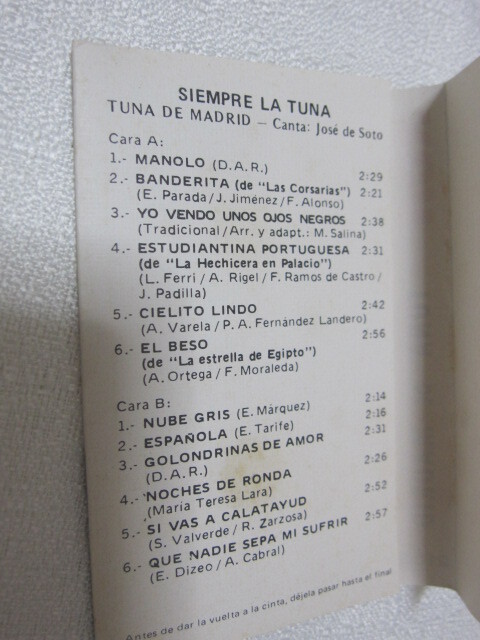 SIEMPRE LA TUNA
TUNA DE MADRID – Canta: José de Soto
Cara A:
1.- MANOLO (D.A.R.) 2:29
2.- BANDERITA (de "Las Corsarias") 2:21
(E. Parada/J. Jiménez/F. Alonso)
3.- YO VENDO UNOS OJOS NEGROS 2:38
(Tradicional/Arr. y adapt.: M. Salina)
4.- ESTUDIANTINA PORTUGUESA 2:31
(de "La Hechicera en Palacio")
(L. Ferri/A. Rigel/F. Ramos de Castro/
J. Padilla)
5.- CIELITO LINDO 2:42
(A. Varela/P.A. Fernández Landero)
6.- EL BESO 2:56
(de "La estrella de Egipto")
(A. Ortega/F. Moraleda)
Cara B:
1.- NUBE GRIS (E. Márquez) 2:14
2.- ESPAÑOLA (E. Tarife) 2:16
3.- GOLONDRINAS DE AMOR 2:31
(D.A.R.)
4.- NOCHES DE RONDA 2:26
(María Teresa Lara)
5.- SI VAS A CALATAYUD 2:52
(S. Valverde/R. Zarzosa)
6.- QUE NADIE SEPA MI SUFRIR 2:57
(E. Dizeo/A. Cabral)
Antes de dar la vuelta a la cinta, déjela pasar hasta el final